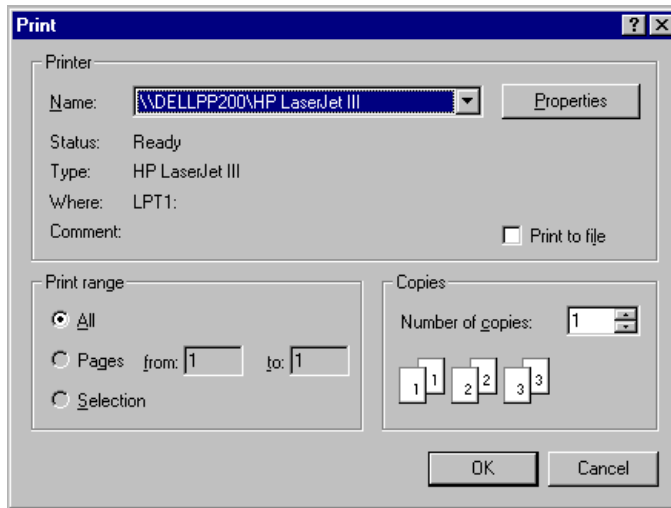 Print
Printer
Name: \\DELLPP200\HP LaserJet III Properties
Status: Ready
Type: HP LaserJet III
Where: LPT1:
Comment: Print to file
Print range
All
Pages from: 1 to: 1
Selection
Copies
Number of copies: 1
1 1 2 2 3 3
OK Cancel